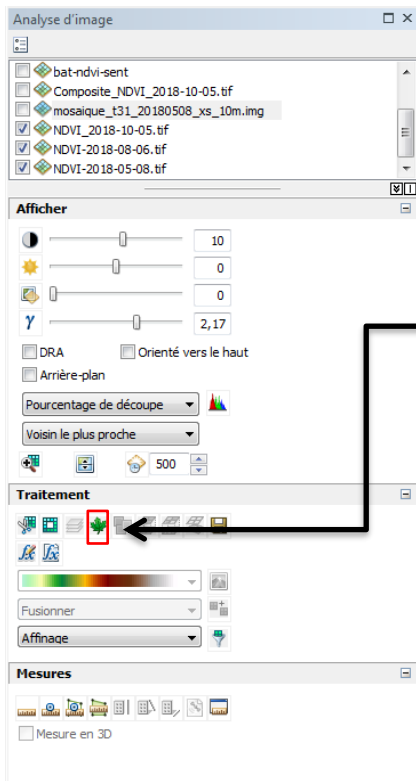 Analyse d'image
bat-ndvi-sent
Composite_NDVI_2018-10-05.tif
mosaique_t31_20180508_xs_10m.img
NDVI_2018-10-05.tif
NDVI-2018-08-06.tif
NDVI-2018-05-08.tif
Afficher
10
0
0
γ 2,17
DRA Orienté vers le haut
Arrière-plan
Pourcentage de découpe
Voisin le plus proche
500
Traitement
Fusionner
Affinage
Mesures
Mesure en 3D